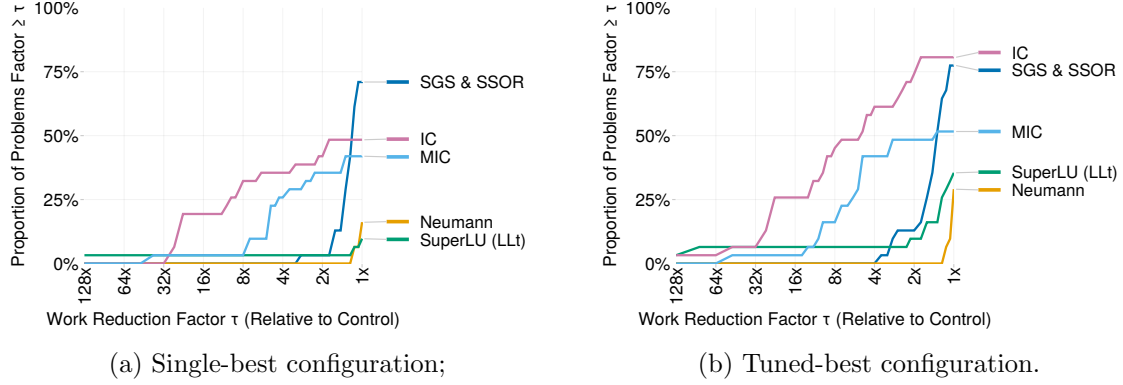 Proportion of Problems Factor ≥ τ
100%
75%
50%
25%
0%
128x
64x
32x
16x
8x
4x
2x
1x
SGS & SSOR
IC
MIC
Neumann
SuperLU (LLt)
Work Reduction Factor τ (Relative to Control)
(a) Single-best configuration;
Proportion of Problems Factor ≥ τ
100%
75%
50%
25%
0%
128x
64x
32x
16x
8x
4x
2x
1x
IC
SGS & SSOR
MIC
SuperLU (LLt)
Neumann
Work Reduction Factor τ (Relative to Control)
(b) Tuned-best configuration.